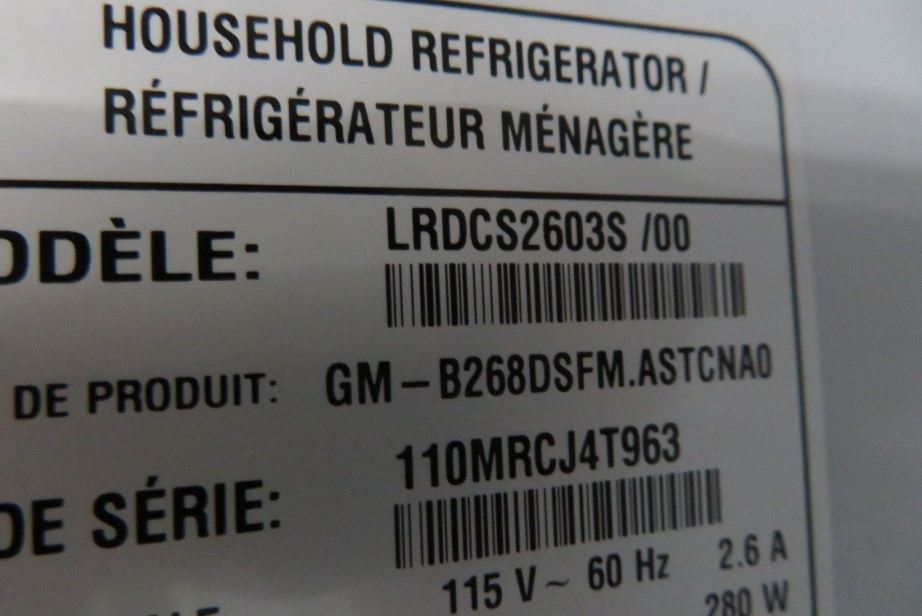 HOUSEHOLD REFRIGERATOR /
RÉFRIGÉRATEUR MÉNAGÈRE
ODÈLE: LRDCS2603S /00
DE PRODUIT: GM–B268DSFM.ASTCNA0
DE SÉRIE: 110MRCJ4T963
115 V~ 60 Hz 2.6 A
280 W